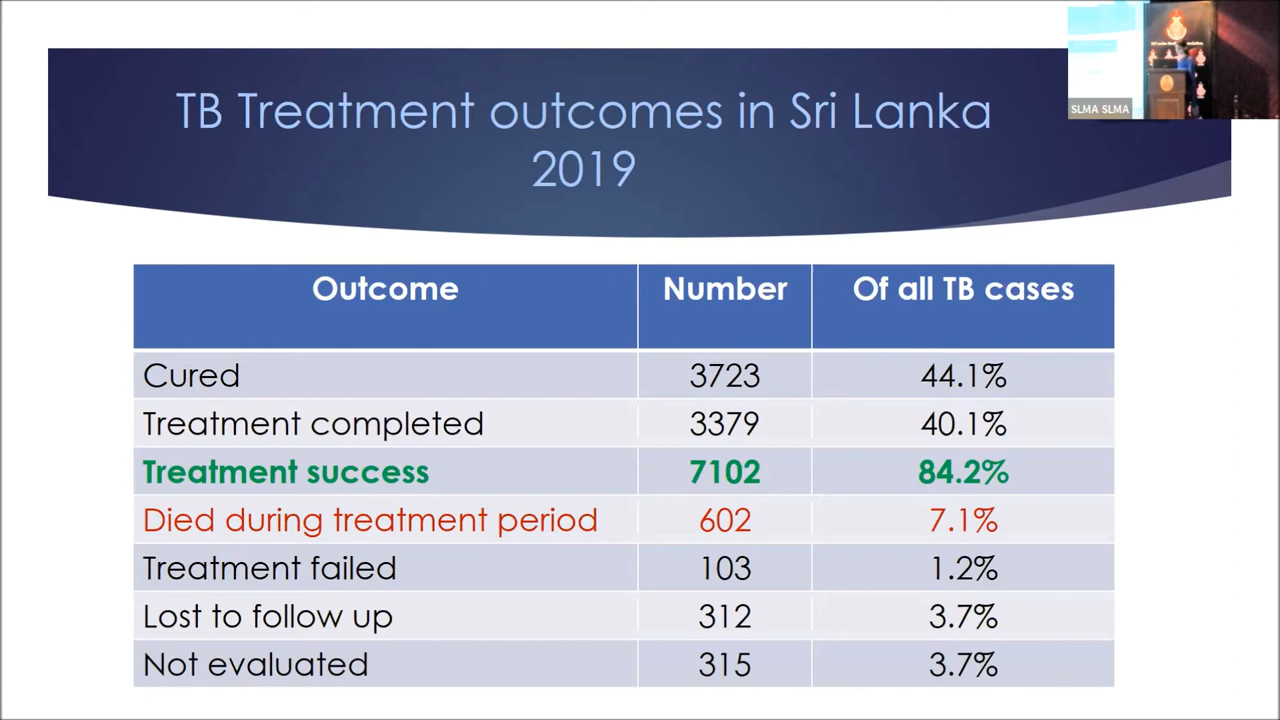 TB Treatment outcomes in Sri Lanka
2019
SLMA SLMA
Outcome Number Of all TB cases
Cured 3723 44.1%
Treatment completed 3379 40.1%
Treatment success 7102 84.2%
Died during treatment period 602 7.1%
Treatment failed 103 1.2%
Lost to follow up 312 3.7%
Not evaluated 315 3.7%